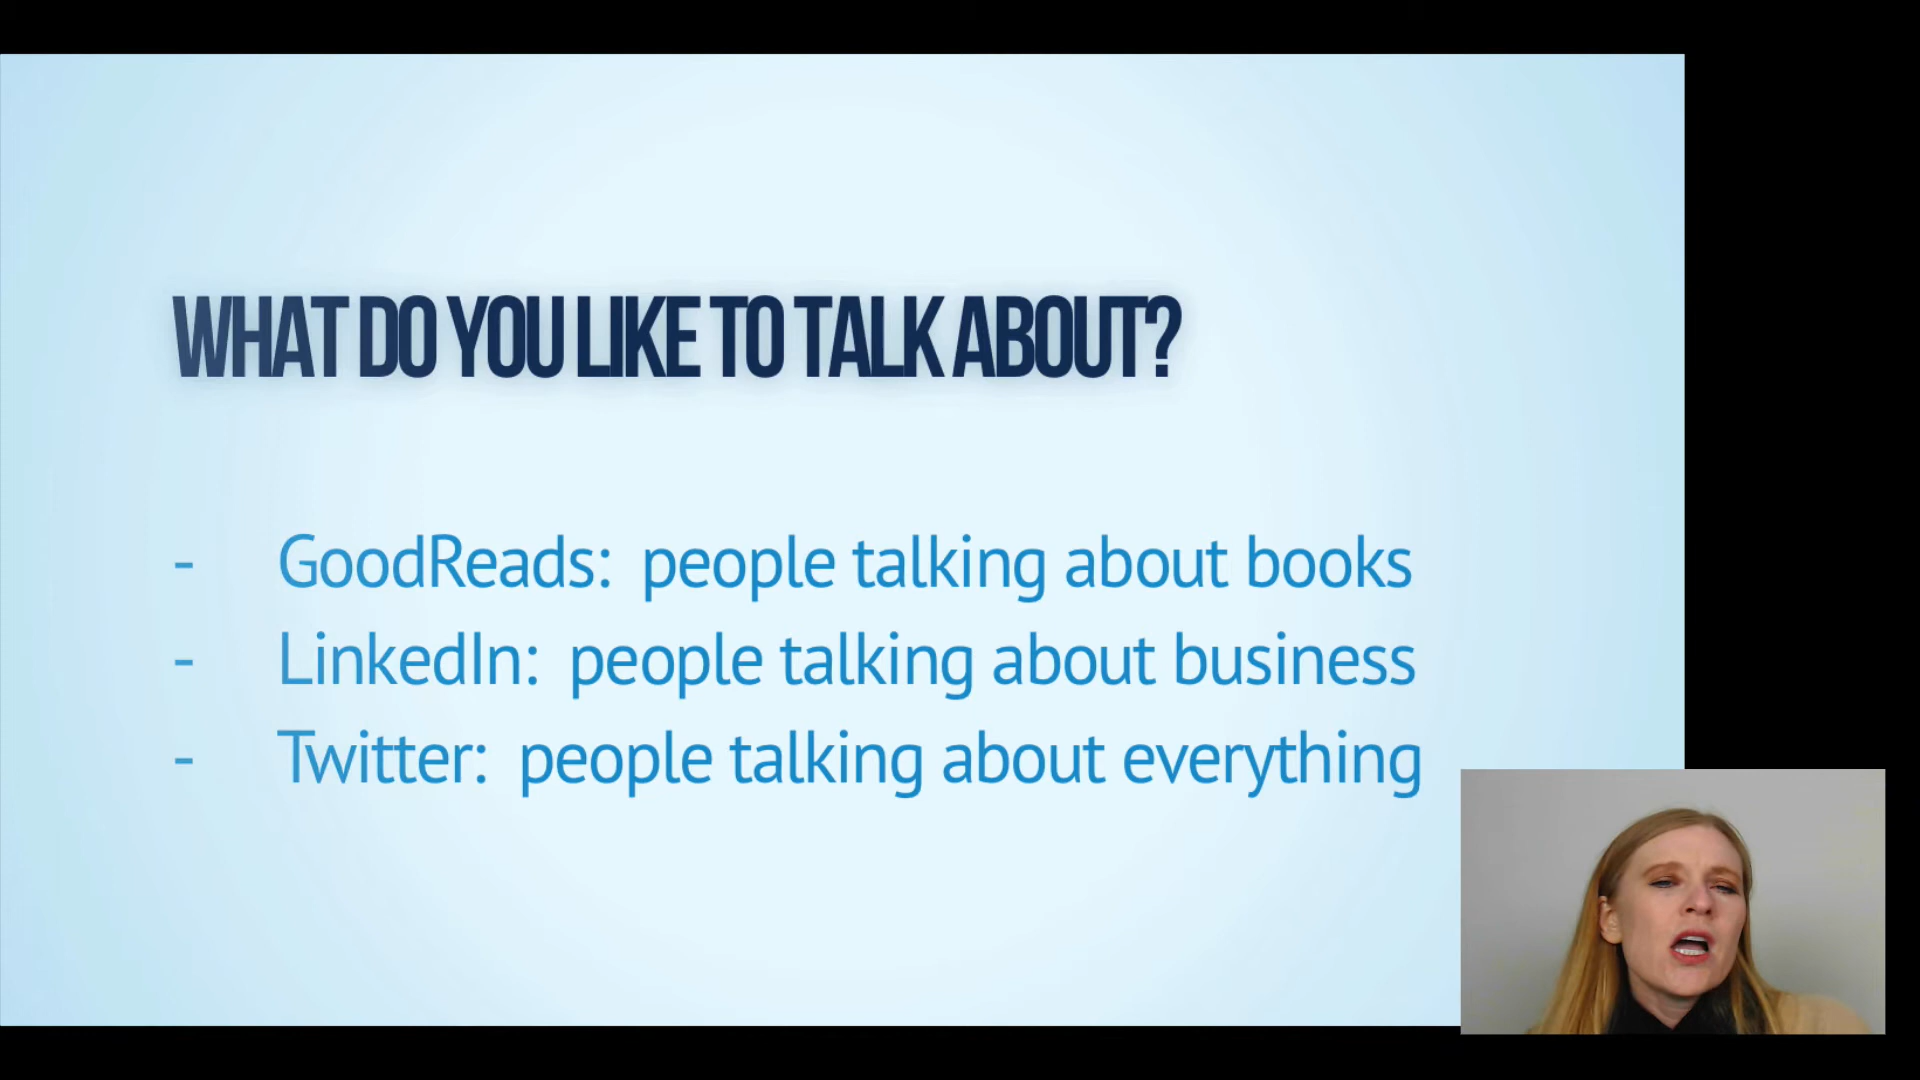 WHAT DO YOU LIKE TO TALK ABOUT?
- GoodReads: people talking about books
- LinkedIn: people talking about business
- Twitter: people talking about everything